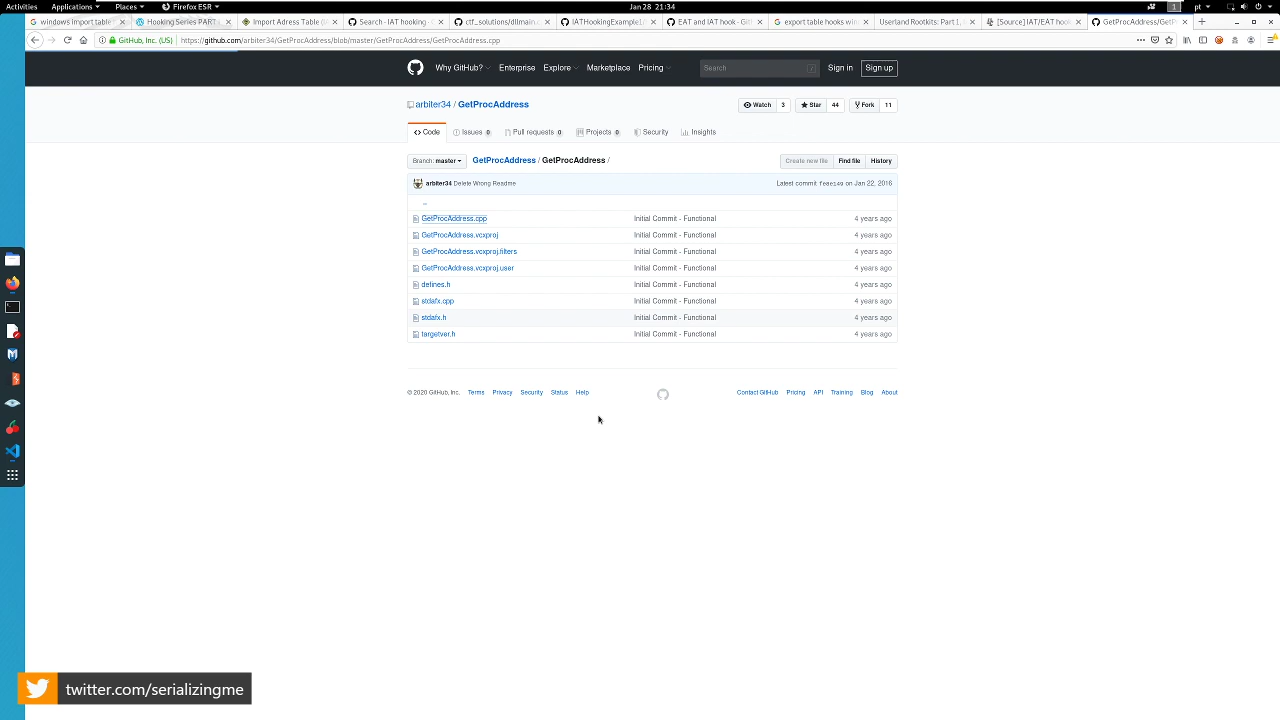 Activities Applications Places Firefox ESR Jan 28 21:34 1 pt
windows import table Hooking Series PART Import Adress Table (W Search · IAT hooking · ctf_solutions/dllmain.c IATHookingExample1/ EAT and IAT hook · GitH export table hooks win Userland Rootkits: Part 1, [Source] IAT/EAT hoo GetProcAddress/GetP
GitHub, Inc. (US) https://github.com/arbiter34/GetProcAddress/blob/master/GetProcAddress/GetProcAddress.cpp
Why GitHub? Enterprise Explore Marketplace Pricing Search / Sign in Sign up
arbiter34 / GetProcAddress Watch 3 Star 44 Fork 11
Code Issues 0 Pull requests 0 Projects 0 Security Insights
Branch: master GetProcAddress / GetProcAddress / Create new file Find file History
arbiter34 Delete Wrong Readme Latest commit on Jan 22, 2016
..
GetProcAddress.cpp Initial Commit - Functional 4 years ago
GetProcAddress.vcxproj Initial Commit - Functional 4 years ago
GetProcAddress.vcxproj.filters Initial Commit - Functional 4 years ago
GetProcAddress.vcxproj.user Initial Commit - Functional 4 years ago
defines.h Initial Commit - Functional 4 years ago
stdafx.cpp Initial Commit - Functional 4 years ago
stdafx.h Initial Commit - Functional 4 years ago
targetver.h Initial Commit - Functional 4 years ago
© 2020 GitHub, Inc. Terms Privacy Security Status Help Contact GitHub Pricing API Training Blog About
twitter.com/serializingme